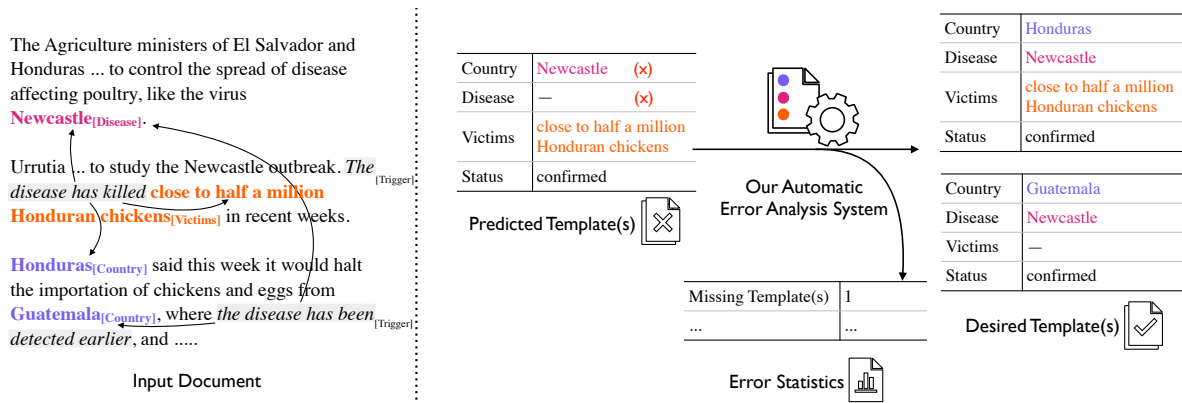 The Agriculture ministers of El Salvador and
Honduras ... to control the spread of disease
affecting poultry, like the virus
Newcastle[Disease].
Urrutia ... to study the Newcastle outbreak. The
[Trigger]
disease has killed close to half a million
Honduran chickens[Victims] in recent weeks.
Honduras[Country] said this week it would halt
the importation of chickens and eggs from
Guatemala[Country], where the disease has been
[Trigger]
detected earlier, and .....
Input Document
Country Newcastle (x)
Disease — (x)
Victims close to half a million
Honduran chickens
Status confirmed
Predicted Template(s)
Our Automatic
Error Analysis System
Missing Template(s) 1
... ...
Error Statistics
Country Honduras
Disease Newcastle
Victims close to half a million
Honduran chickens
Status confirmed
Country Guatemala
Disease Newcastle
Victims —
Status confirmed
Desired Template(s)